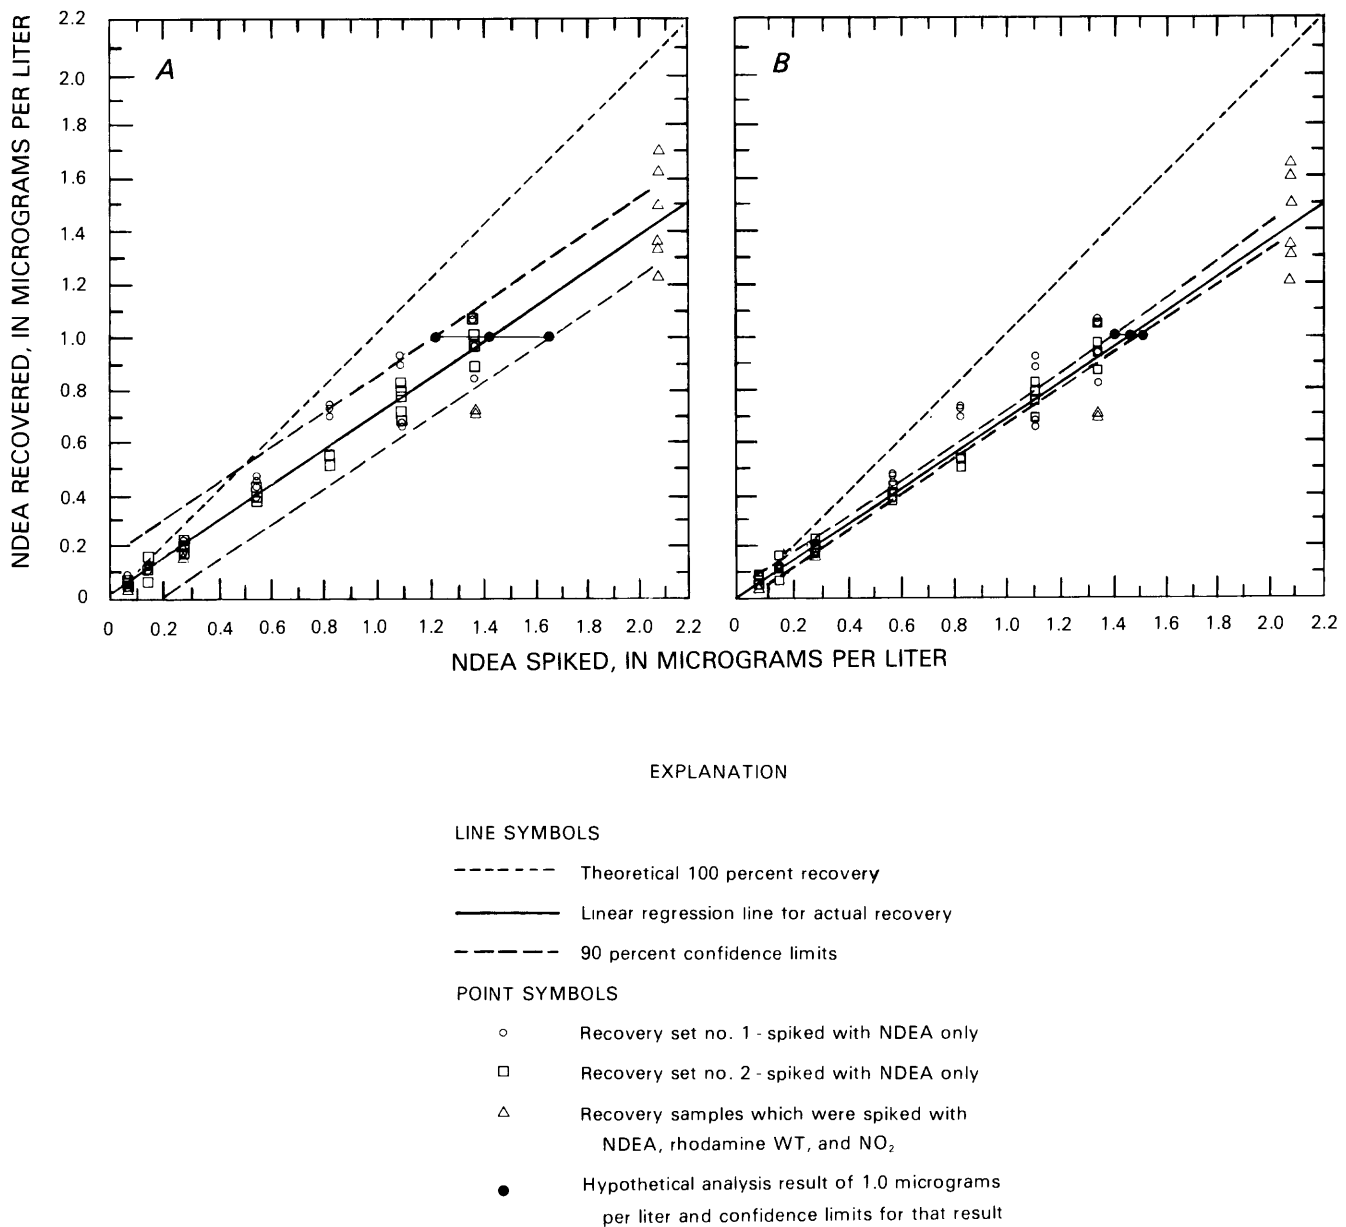 NDEA RECOVERED, IN MICROGRAMS PER LITER
2.2
2.0
1.8
1.6
1.4
1.2
1.0
0.8
0.6
0.4
0.2
0
A
B
0 0.2 0.4 0.6 0.8 1.0 1.2 1.4 1.6 1.8 2.0 2.2
0 0.2 0.4 0.6 0.8 1.0 1.2 1.4 1.6 1.8 2.0 2.2
NDEA SPIKED, IN MICROGRAMS PER LITER
EXPLANATION
LINE SYMBOLS
Theoretical 100 percent recovery
Linear regression line for actual recovery
90 percent confidence limits
POINT SYMBOLS
Recovery set no. 1 - spiked with NDEA only
Recovery set no. 2 - spiked with NDEA only
Recovery samples which were spiked with
NDEA, rhodamine WT, and NO₂
Hypothetical analysis result of 1.0 micrograms
per liter and confidence limits for that result